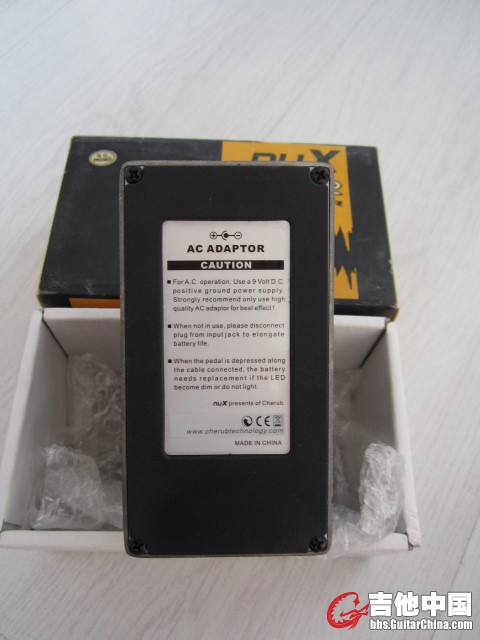 nuX
AC ADAPTOR
CAUTION
■ For A.C. operation: Use a 9 Volt D.C.
positive ground power supply.
Strongly recommend only use high
quality AC adaptor for best effect!
■ When not in use, please disconnect
plug from input jack to elongate
battery life.
■ When the pedal is depressed along
the cable connected, the battery
needs replacement if the LED
become dim or do not light.
nuX presents of Cherub
CE
www.cherubtechnology.com
MADE IN CHINA
吉他中国
bbs.GuitarChina.com